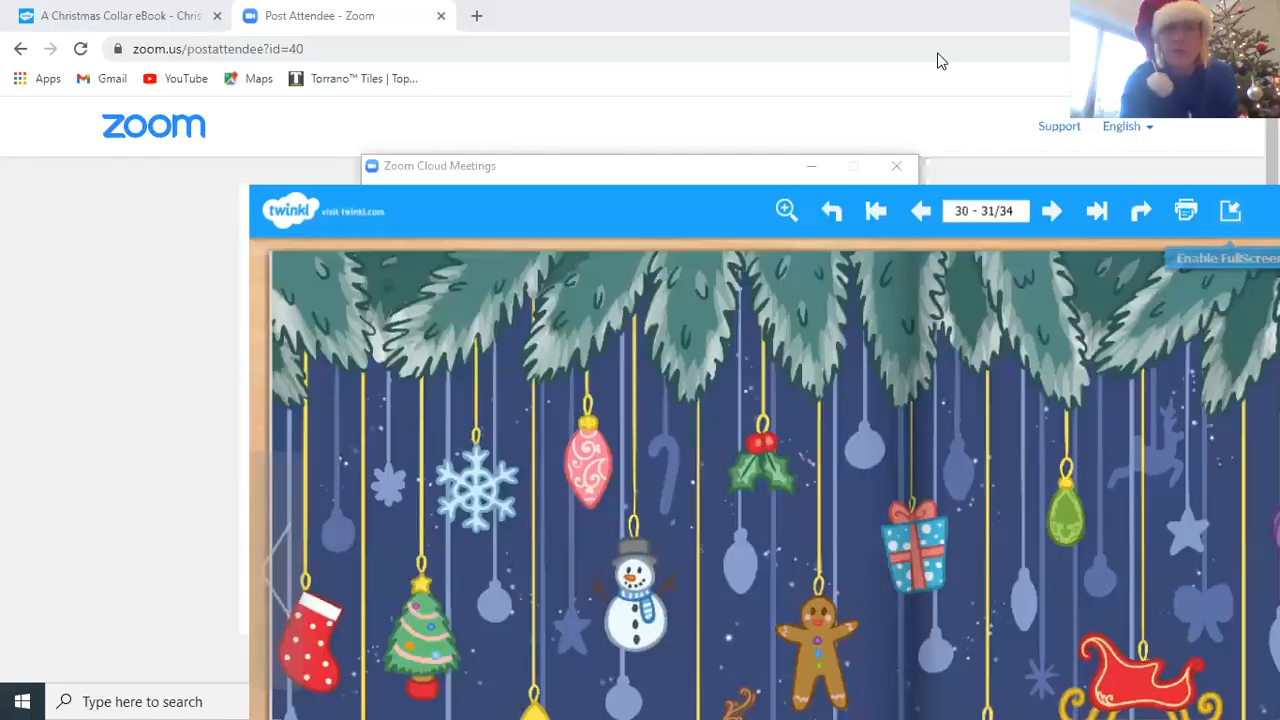 A Christmas Collar eBook - Chris
Post Attendee - Zoom
zoom.us/postattendee?id=40
Apps
Gmail
YouTube
Maps
Torrano™ Tiles | Top...
zoom
Support
English
Zoom Cloud Meetings
twinkl
visit twinkl.com
30 - 31/34
Enable FullScreen
Type here to search